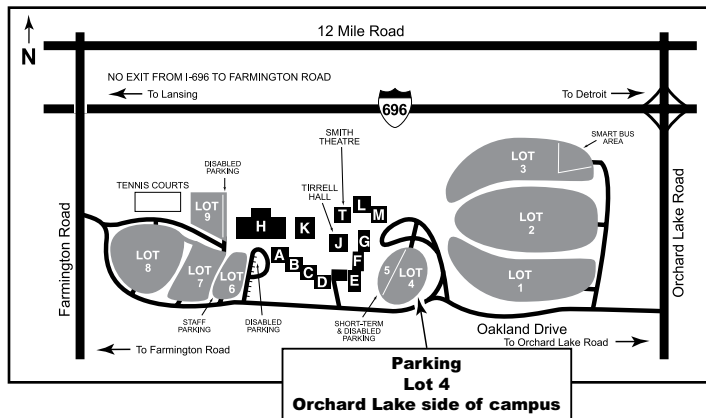 12 Mile Road
N
NO EXIT FROM I-696 TO FARMINGTON ROAD
To Lansing
696
To Detroit
SMITH
THEATRE
SMART BUS
AREA
DISABLED
PARKING
TIRRELL
HALL
LOT
3
TENNIS COURTS
LOT
9
L
T
M
H
K
J
G
LOT
2
Farmington Road
Orchard Lake Road
LOT
8
LOT
7
LOT
6
A
B
C
D
F
E
5
LOT
4
LOT
1
STAFF
PARKING
DISABLED
PARKING
SHORT-TERM
& DISABLED
PARKING
Oakland Drive
To Farmington Road
To Orchard Lake Road
Parking
Lot 4
Orchard Lake side of campus